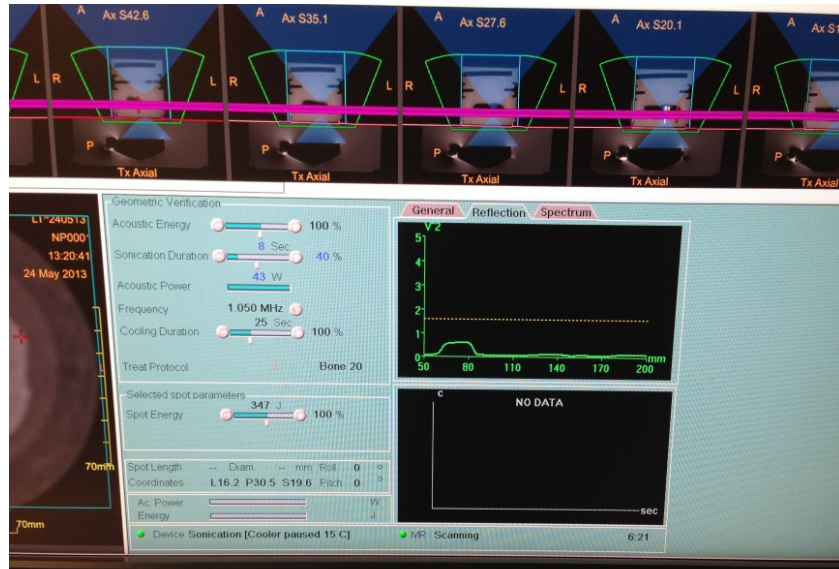 A Ax S42.6
A Ax S35.1
A Ax S27.6
A Ax S20.1
A Ax S1
L R
L R
L R
L R
P
P
P
P
Tx Axial
Tx Axial
Tx Axial
Tx Axial
Tx Axial
LT^240513
NP000
13:20:41
24 May 2013
70mm
70mm
Geometric Verification
Acoustic Energy 100 %
8 Sec
Sonication Duration 40 %
43 W
Acoustic Power
Frequency 1.050 MHz
25 Sec
Cooling Duration 100 %
Treat Protocol Bone 20
Selected spot parameters
347 J
Spot Energy 100 %
Spot Length -- Diam. -- mm Roll 0 °
Coordinates L16.2 P30.5 S19.6 Pitch 0 °
Ac. Power W
Energy J
General Reflection Spectrum
V^2
5
4
3
2
1
0
50 80 110 140 170 200 mm
C
NO DATA
sec
Device Sonication [Cooler paused 15 C] MR Scanning 6:21